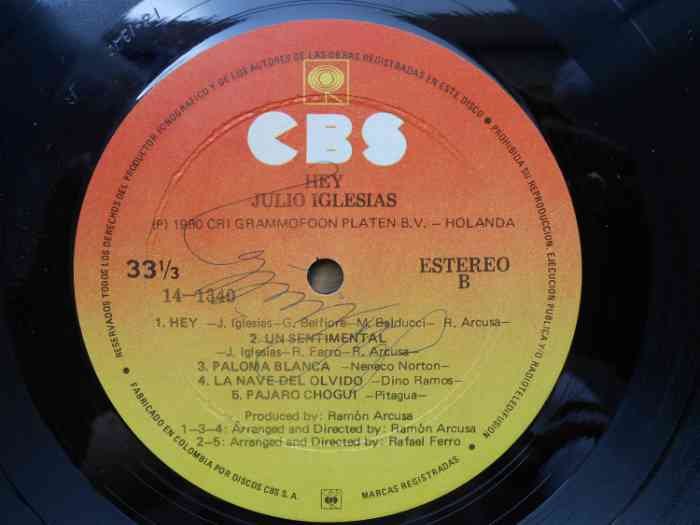 RESERVADO TODOS LOS DERECHOS DEL PRODUCTOR FONOGRAFICO Y DE LOS AUTORES DE LAS OBRAS REGISTRADAS EN ESTE DISCO ● PROHIBIDA SU REPRODUCCION, EJECUCION PUBLICA Y/O RADIOTELEDIFUSION
CBS
HEY
JULIO IGLESIAS
(P) 1980 CRI GRAMMOFOON PLATEN B.V. – HOLANDA
33 1/3
ESTEREO
B
14-1340
1. HEY –J. Iglesias–G. Belfiore– M. Balducci– R. Arcusa–
2. UN SENTIMENTAL
–J. Iglesias–R. Ferro–R. Arcusa–
3. PALOMA BLANCA –Neneco Norton–
4. LA NAVE DEL OLVIDO –Dino Ramos–
5. PAJARO CHOGUI –Pitagua–
Produced by: Ramón Arcusa
1–3–4: Arranged and Directed by: Ramón Arcusa
2–5: Arranged and Directed by: Rafael Ferro
● FABRICADO EN COLOMBIA POR DISCOS CBS S.A.
MARCAS REGISTRADAS ●